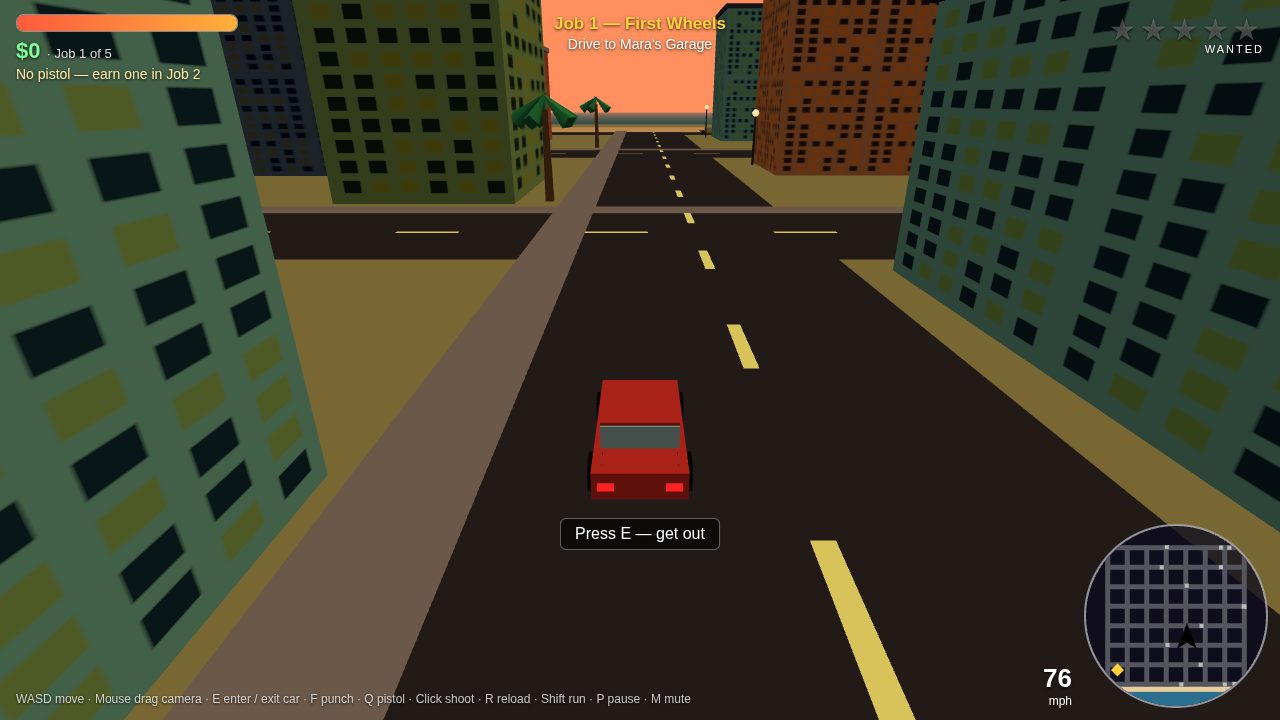 Job 1 — First Wheels
Drive to Mara's Garage
$0 · Job 1 of 5
No pistol — earn one in Job 2
★★★★★
WANTED
Press E — get out
76
mph
WASD move · Mouse drag camera · E enter / exit car · F punch · Q pistol · Click shoot · R reload · Shift run · P pause · M mute